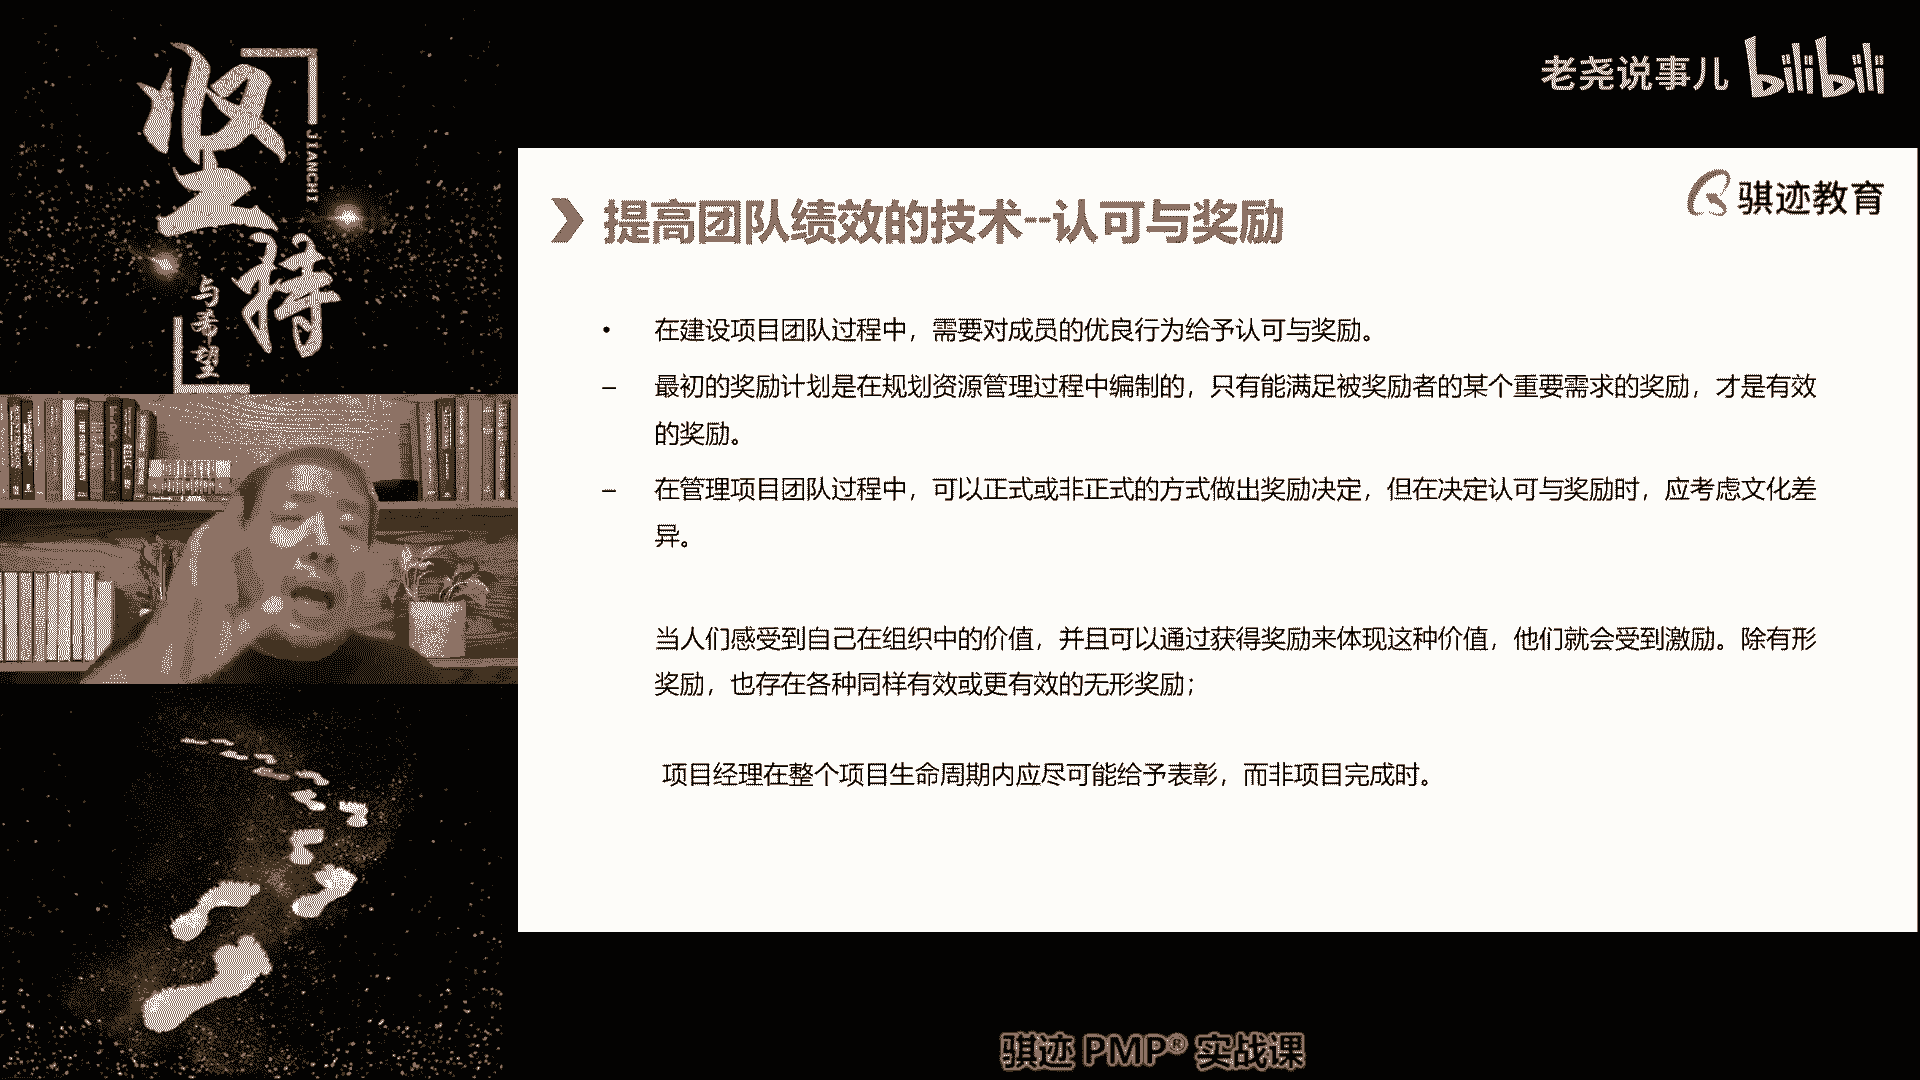 坚
持
JIANCHI
与希望
老尧说事儿 bilibili
骐迹教育
提高团队绩效的技术--认可与奖励
• 在建设项目团队过程中，需要对成员的优良行为给予认可与奖励。
– 最初的奖励计划是在规划资源管理过程中编制的，只有能满足被奖励者的某个重要需求的奖励，才是有效
的奖励。
– 在管理项目团队过程中，可以正式或非正式的方式做出奖励决定，但在决定认可与奖励时，应考虑文化差
异。
当人们感受到自己在组织中的价值，并且可以通过获得奖励来体现这种价值，他们就会受到激励。除有形
奖励，也存在各种同样有效或更有效的无形奖励；
项目经理在整个项目生命周期内应尽可能给予表彰，而非项目完成时。
骐迹 PMP® 实战课